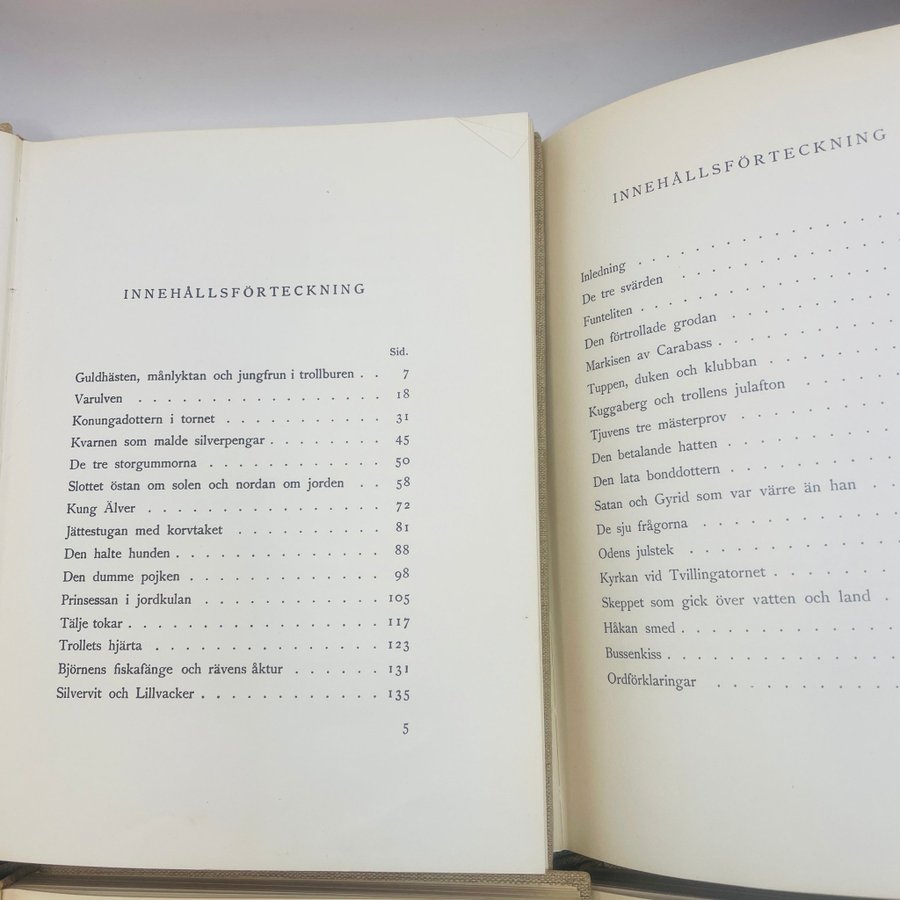 INNEHÅLLSFÖRTECKNING
Sid.
Guldhästen, månlyktan och jungfrun i trollburen . . 7
Varulven . . . . . . . . . . . . . . . . 18
Konungadottern i tornet . . . . . . . . . . . 31
Kvarnen som malde silverpengar . . . . . . . . 45
De tre storgummorna . . . . . . . . . . . . 50
Slottet östan om solen och nordan om jorden . . 58
Kung Älver . . . . . . . . . . . . . . . 72
Jättestugan med korvtaket . . . . . . . . . . 81
Den halte hunden . . . . . . . . . . . . . . 88
Den dumme pojken . . . . . . . . . . . . . 98
Prinsessan i jordkulan . . . . . . . . . . . . 105
Tälje tokar . . . . . . . . . . . . . . . . . 117
Trollets hjärta . . . . . . . . . . . . . . . 123
Björnens fiskafänge och rävens åktur . . . . . . . 131
Silvervit och Lillvacker . . . . . . . . . . . . 135
5
INNEHÅLLSFÖRTECKNING
Inledning . . . . . . . . . . . .
De tre svärden . . . . . . . . . .
Funteliten . . . . . . . . . . . .
Den förtrollade grodan . . . . . . . .
Markisen av Carabass . . . . . . . .
Tuppen, duken och klubban . . . . . .
Kuggaberg och trollens julafton . . . . .
Tjuvens tre mästerprov . . . . . . . .
Den betalande hatten . . . . . . . .
Den lata bonddottern . . . . . . . .
Satan och Gyrid som var värre än han . .
De sju frågorna . . . . . . . . . .
Odens julstek . . . . . . . . . .
Kyrkan vid Tvillingatornet . . . . . . .
Skeppet som gick över vatten och land .
Håkan smed . . . . . . . . . . .
Bussenkiss . . . . . . . . . . . .
Ordförklaringar . . . . . . . . . .